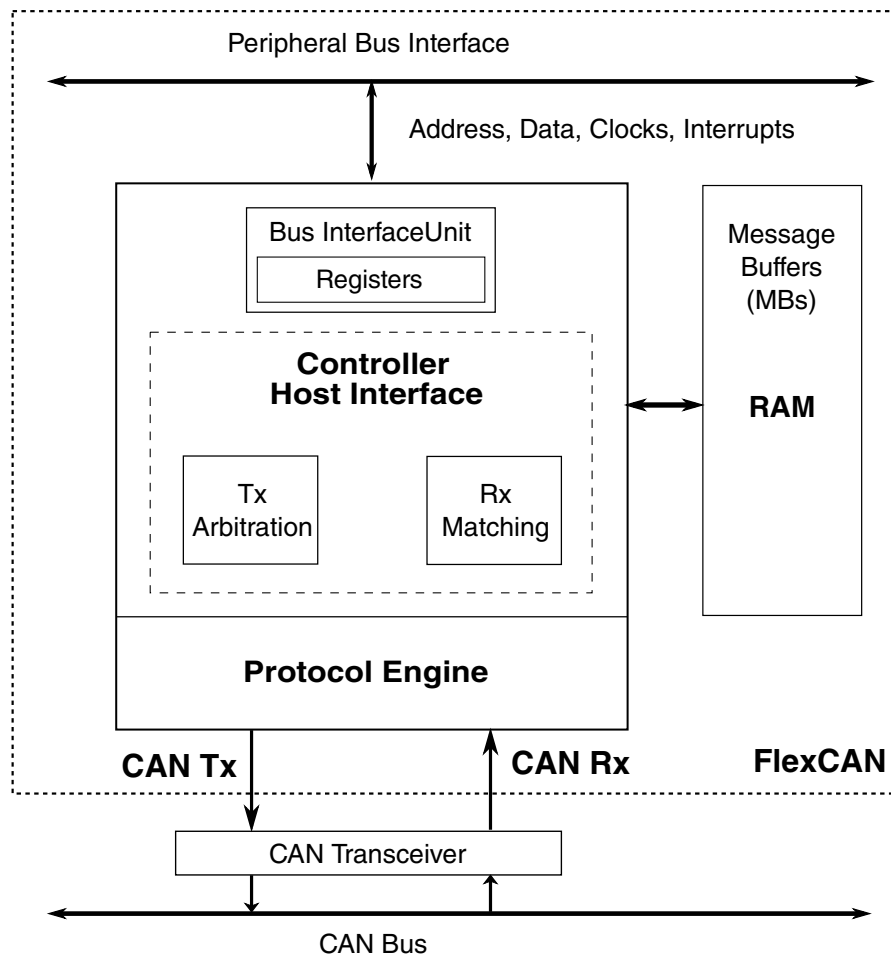 Peripheral Bus Interface
Address, Data, Clocks, Interrupts
Bus InterfaceUnit
Registers
Controller
Host Interface
Tx
Arbitration
Rx
Matching
Message
Buffers
(MBs)
RAM
Protocol Engine
CAN Tx
CAN Rx
FlexCAN
CAN Transceiver
CAN Bus